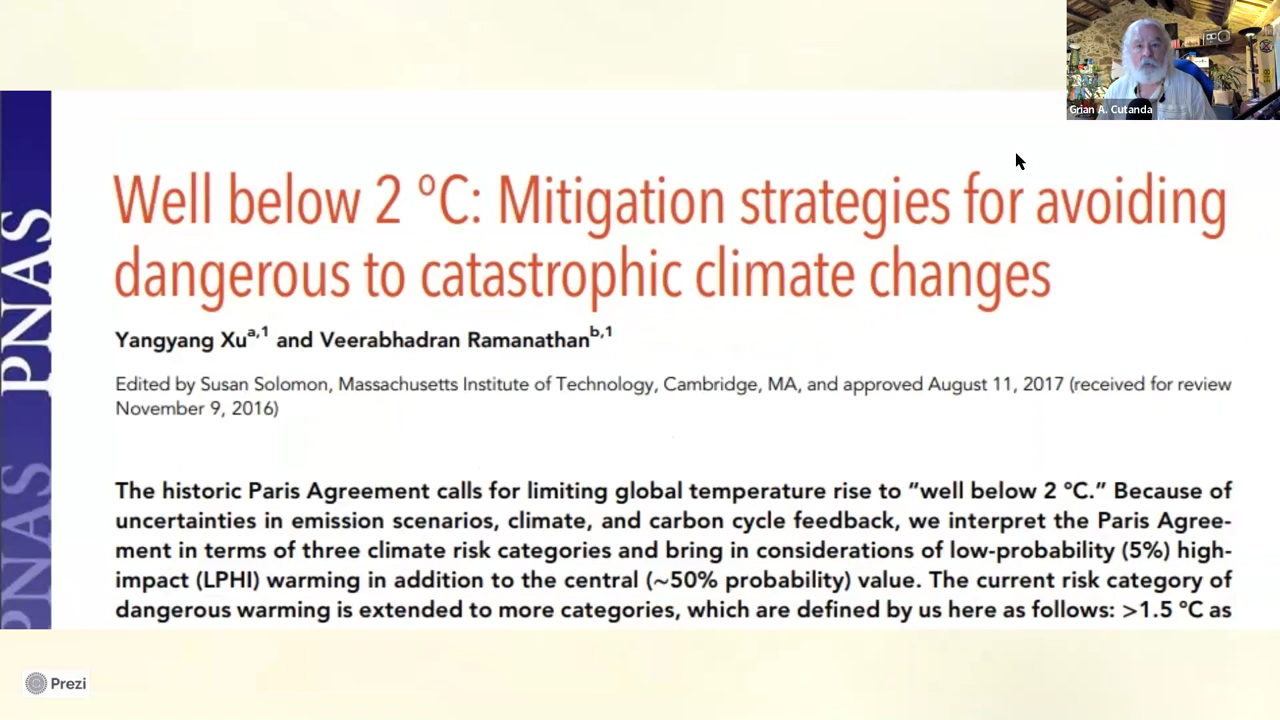 Grian A. Cutanda
PNAS
PNAS
Well below 2 ºC: Mitigation strategies for avoiding
dangerous to catastrophic climate changes
Yangyang Xua,1 and Veerabhadran Ramanathanb,1
Edited by Susan Solomon, Massachusetts Institute of Technology, Cambridge, MA, and approved August 11, 2017 (received for review
November 9, 2016)
The historic Paris Agreement calls for limiting global temperature rise to “well below 2 ºC.” Because of
uncertainties in emission scenarios, climate, and carbon cycle feedback, we interpret the Paris Agree-
ment in terms of three climate risk categories and bring in considerations of low-probability (5%) high-
impact (LPHI) warming in addition to the central (~50% probability) value. The current risk category of
dangerous warming is extended to more categories, which are defined by us here as follows: >1.5 ºC as
Prezi